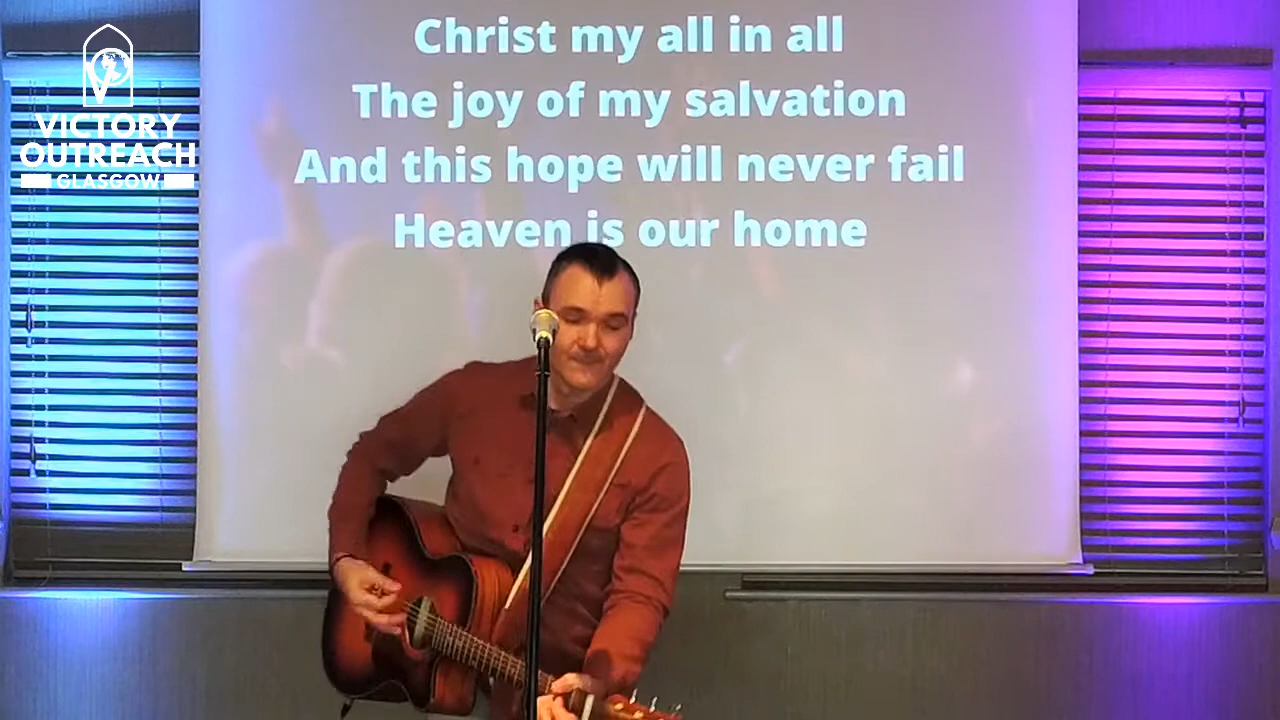 Christ my all in all
The joy of my salvation
And this hope will never fail
Heaven is our home
VICTORY
OUTREACH
GLASGOW